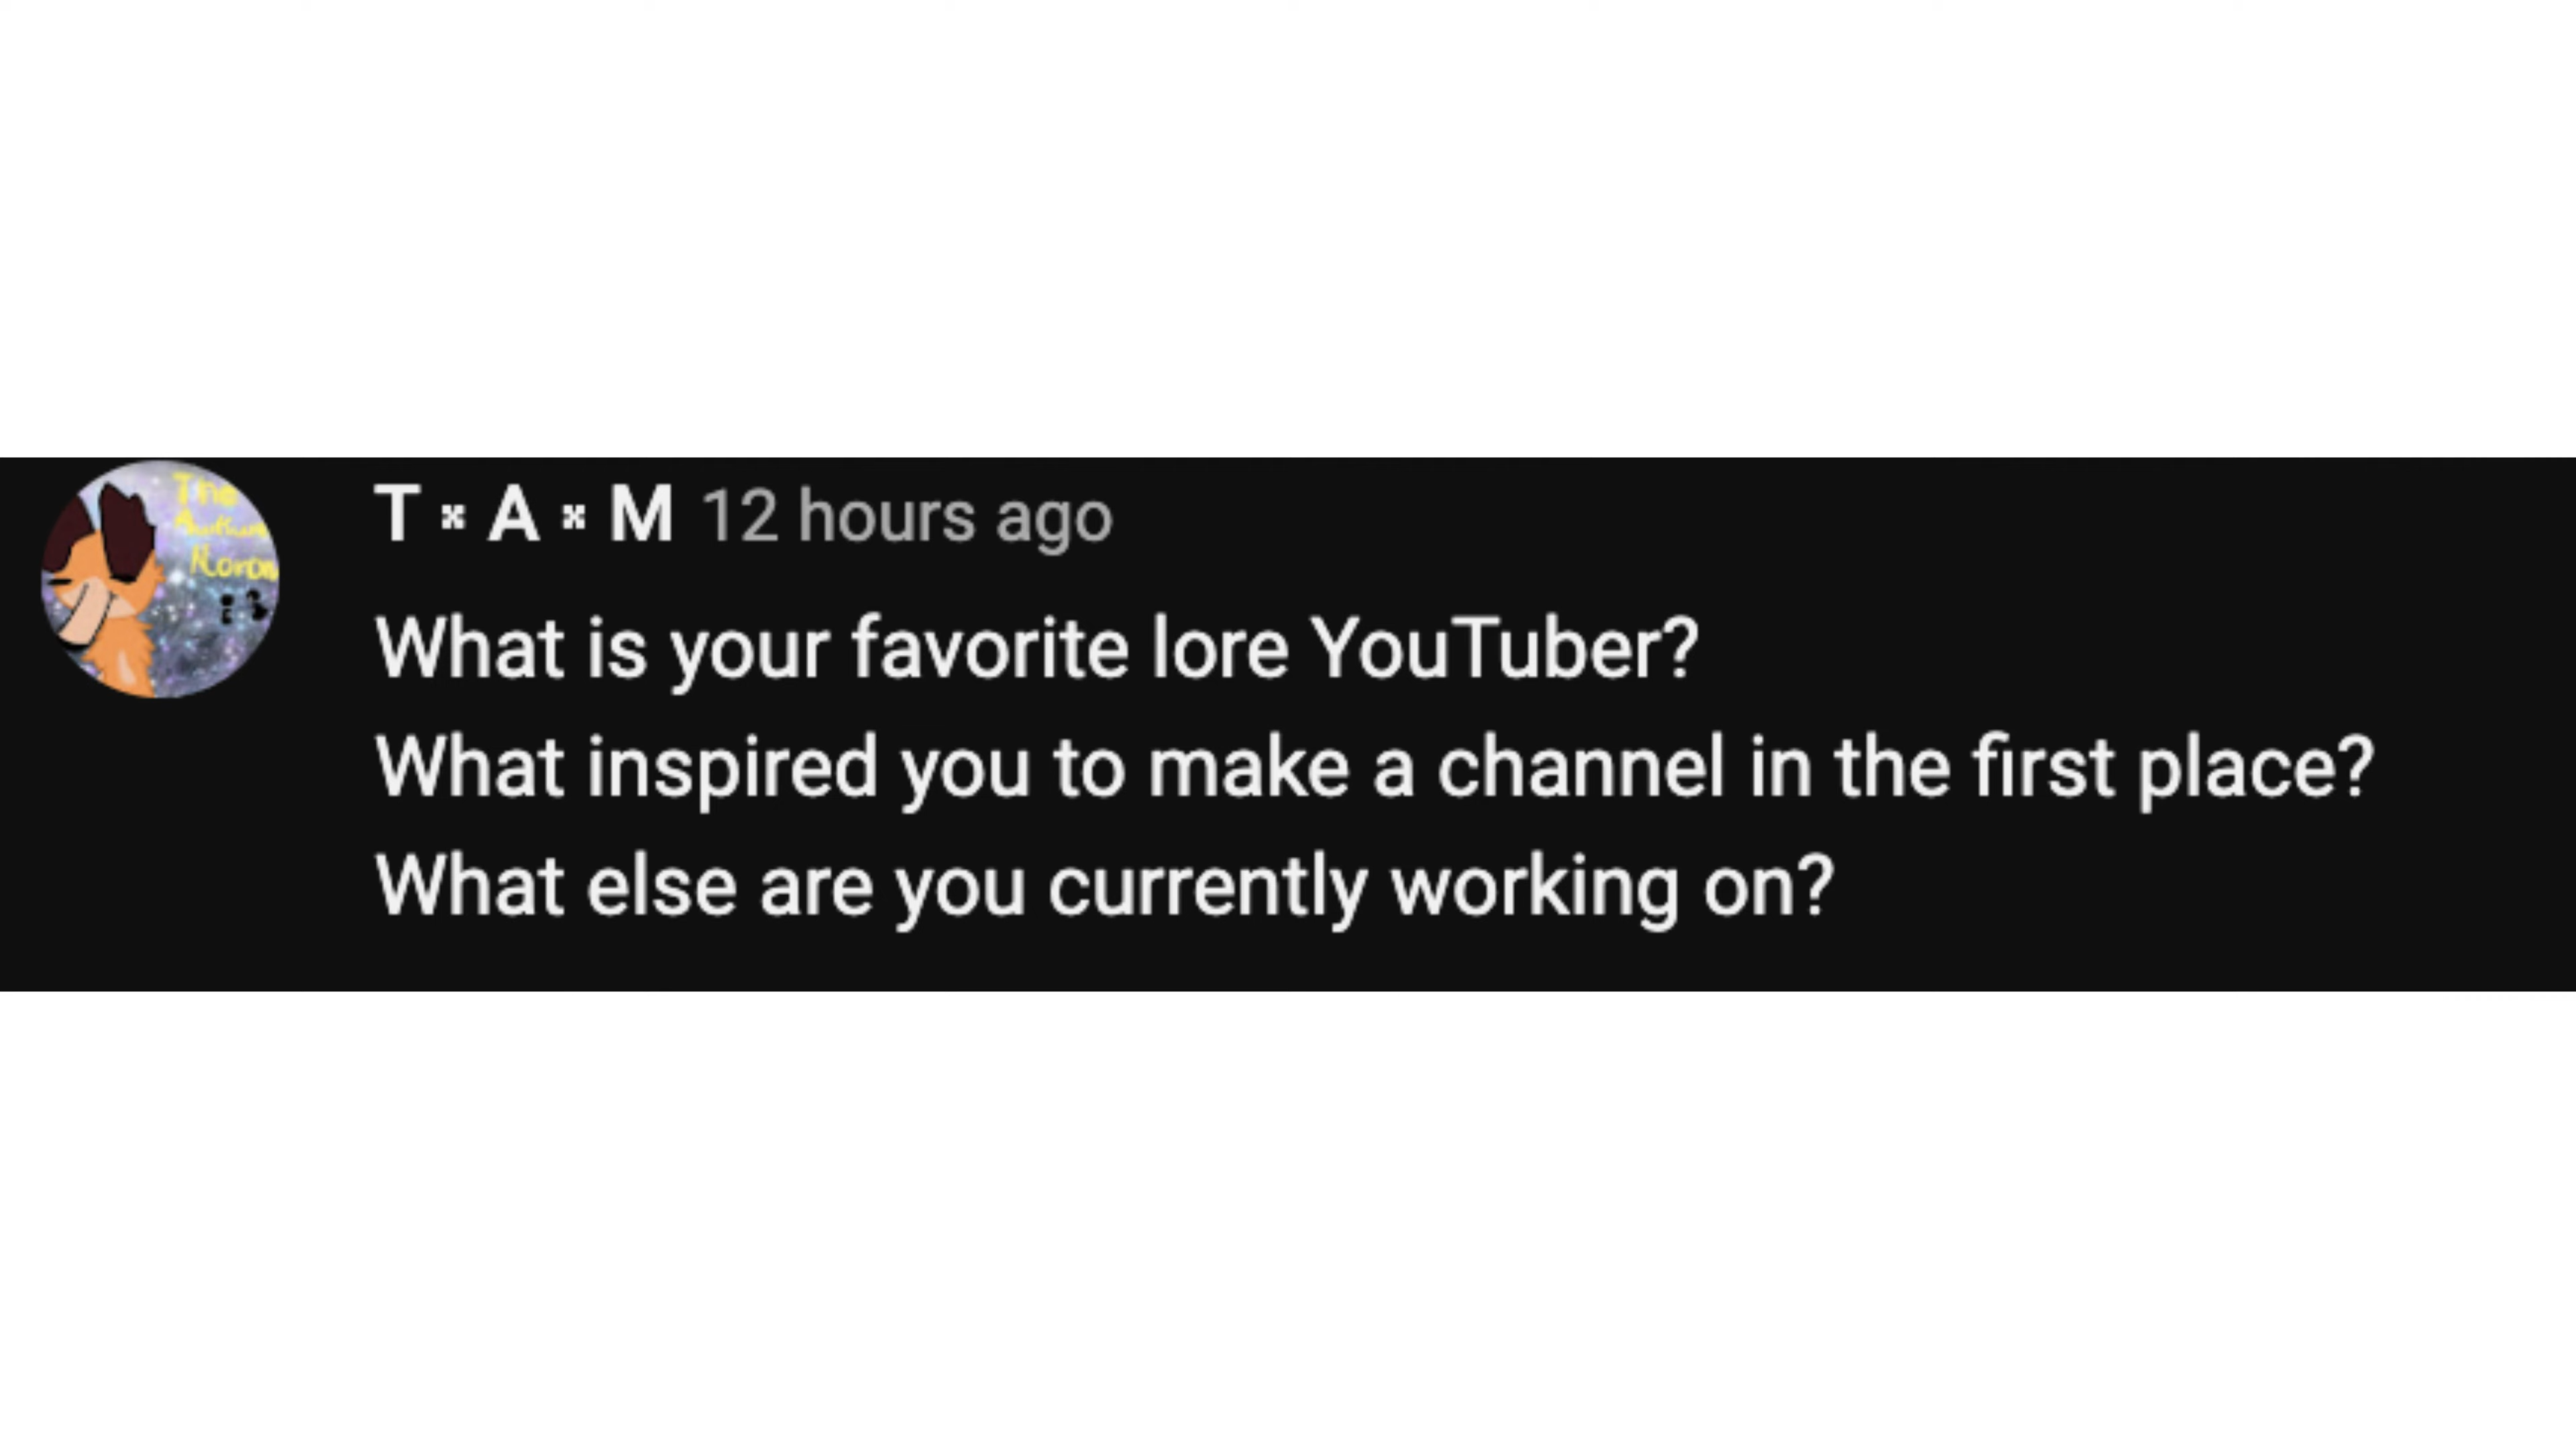 T × A × M 12 hours ago
The
What is your favorite lore YouTuber?
What inspired you to make a channel in the first place?
What else are you currently working on?